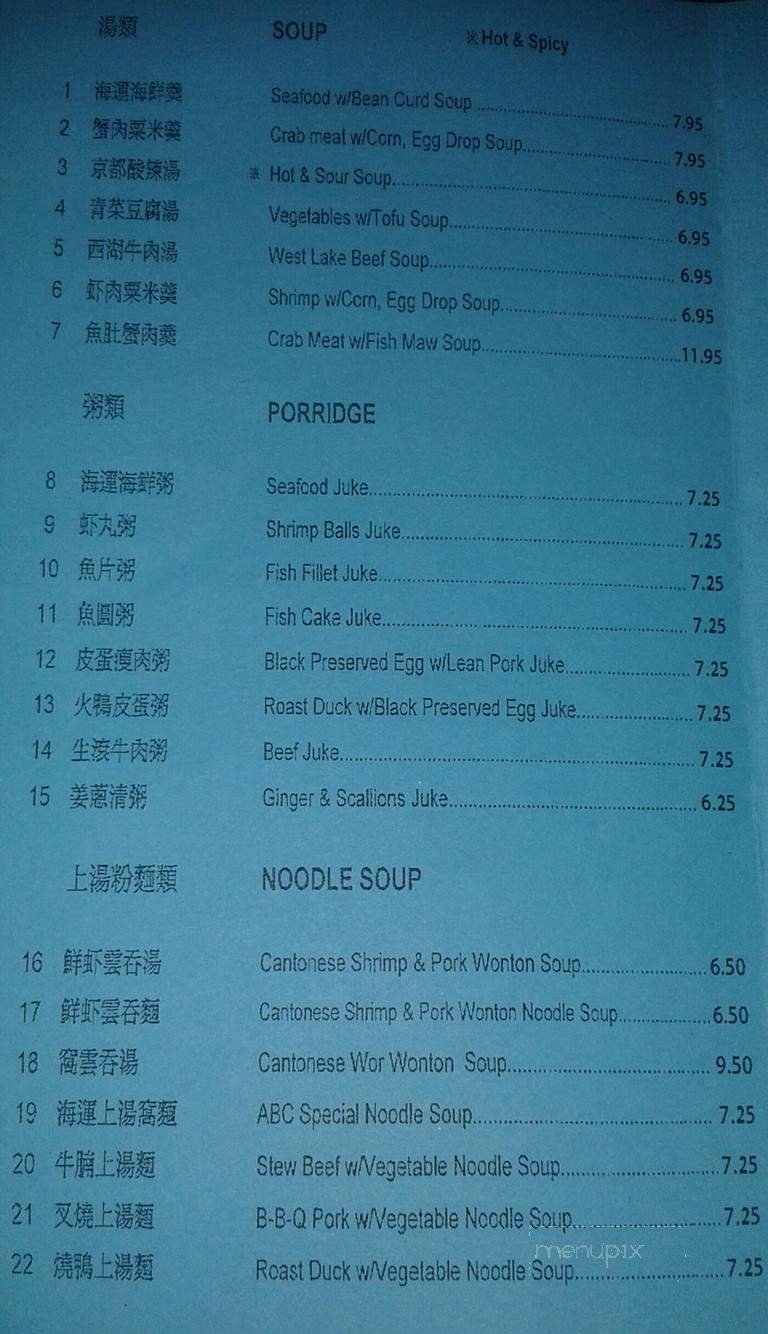 湯類 SOUP ※Hot & Spicy
1 海運海鮮羹 Seafood w/Bean Curd Soup 7.95
2 蟹肉粟米羹 Crab meat w/Corn, Egg Drop Soup 7.95
3 京都酸辣湯 ※ Hot & Sour Soup 6.95
4 青菜豆腐湯 Vegetables w/Tofu Soup 6.95
5 西湖牛肉湯 West Lake Beef Soup 6.95
6 虾肉粟米羹 Shrimp w/Corn, Egg Drop Soup 6.95
7 魚肚蟹肉羹 Crab Meat w/Fish Maw Soup 11.95
粥類 PORRIDGE
8 海運海鮮粥 Seafood Juke 7.25
9 虾丸粥 Shrimp Balls Juke 7.25
10 魚片粥 Fish Fillet Juke 7.25
11 魚圓粥 Fish Cake Juke 7.25
12 皮蛋瘦肉粥 Black Preserved Egg w/Lean Pork Juke 7.25
13 火鴨皮蛋粥 Roast Duck w/Black Preserved Egg Juke 7.25
14 生滾牛肉粥 Beef Juke 7.25
15 姜蔥清粥 Ginger & Scallions Juke 6.25
上湯粉麵類 NOODLE SOUP
16 鮮虾雲吞湯 Cantonese Shrimp & Pork Wonton Soup 6.50
17 鮮虾雲吞麵 Cantonese Shrimp & Pork Wonton Noodle Soup 6.50
18 窩雲吞湯 Cantonese Wor Wonton Soup 9.50
19 海運上湯窩麵 ABC Special Noodle Soup 7.25
20 牛腩上湯麵 Stew Beef w/Vegetable Noodle Soup 7.25
21 叉燒上湯麵 B-B-Q Pork w/Vegetable Noodle Soup 7.25
menupix
22 燒鴨上湯麵 Roast Duck w/Vegetable Noodle Soup 7.25